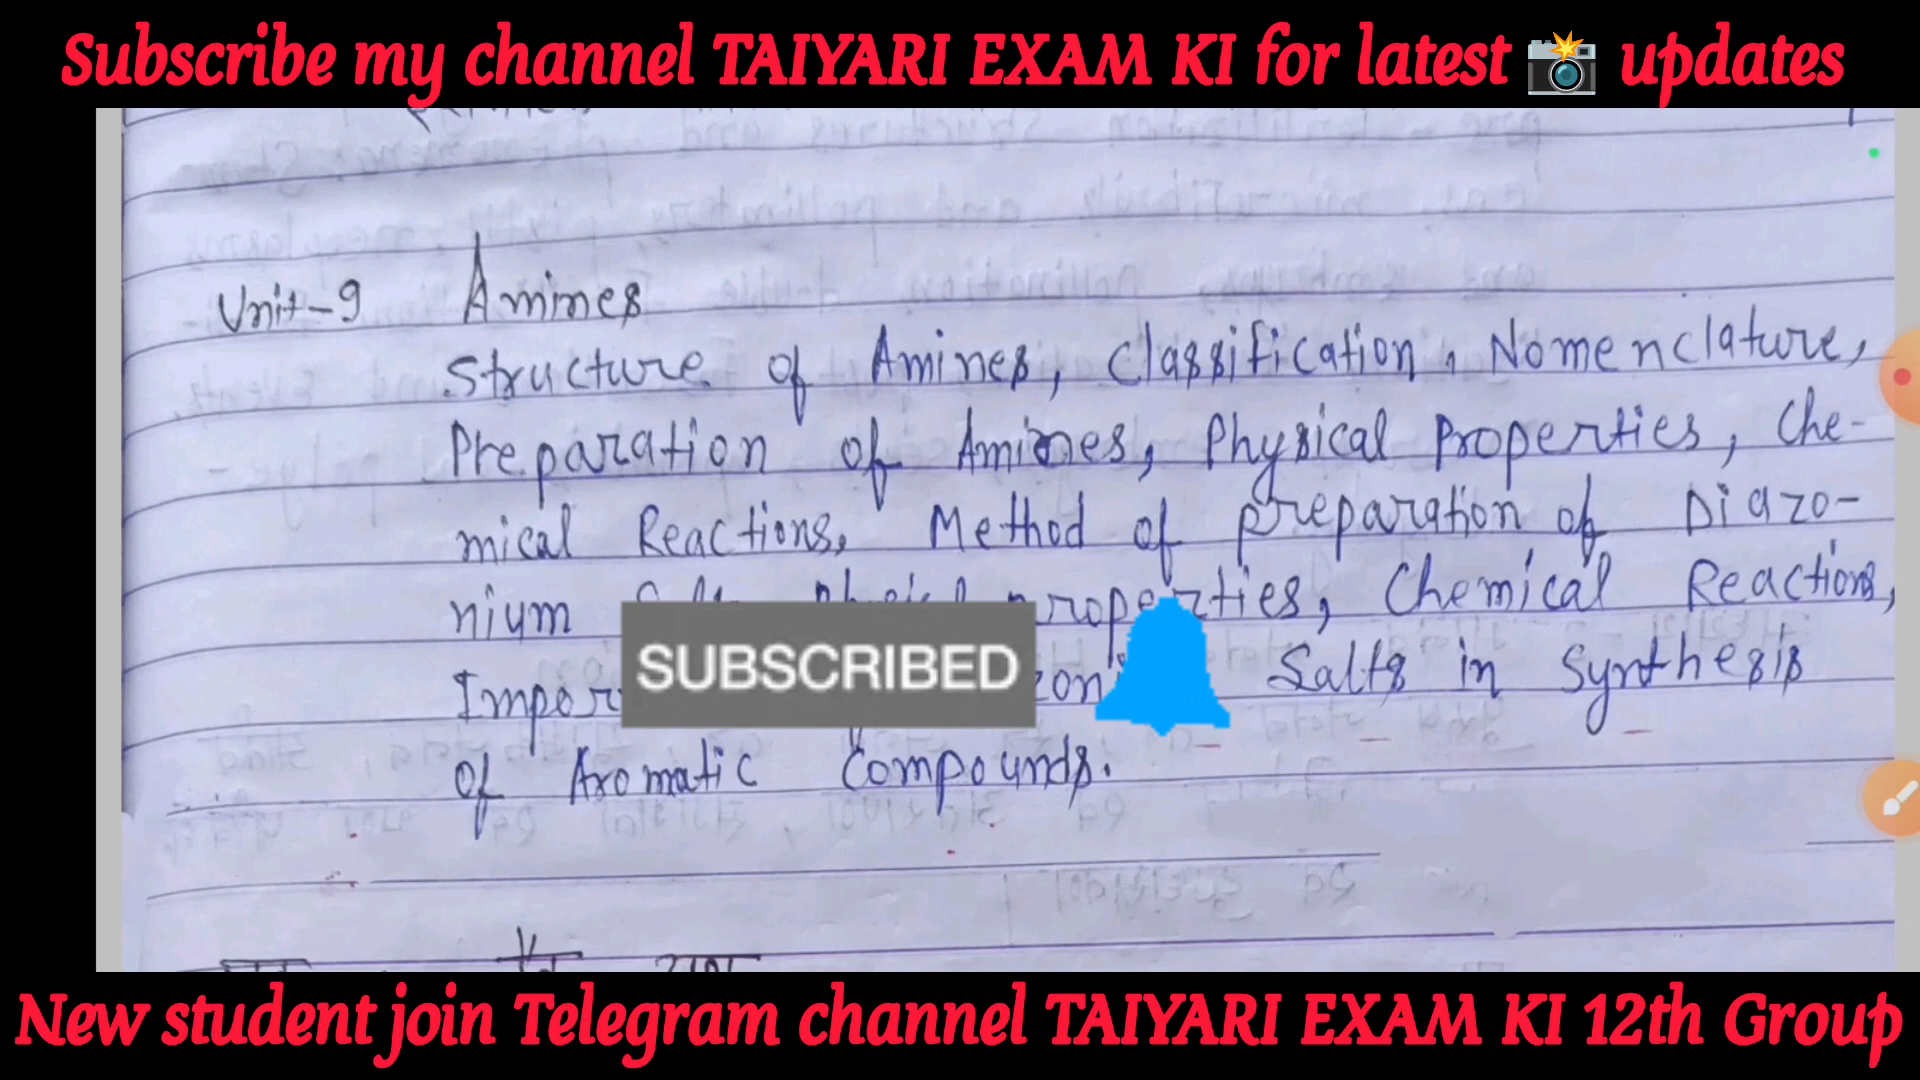 Subscribe my channel TAIYARI EXAM KI for latest 📸 updates
Unit-9 Amines
Structure of Amines, Classification, Nomenclature,
Preparation of Amines, Physical Properties, Che-
mical Reactions, Method of preparation of Diazo-
nium properties, Chemical Reactions,
Salts in Synthesis
SUBSCRIBED
of Aromatic Compounds.
New student join Telegram channel TAIYARI EXAM KI 12th Group